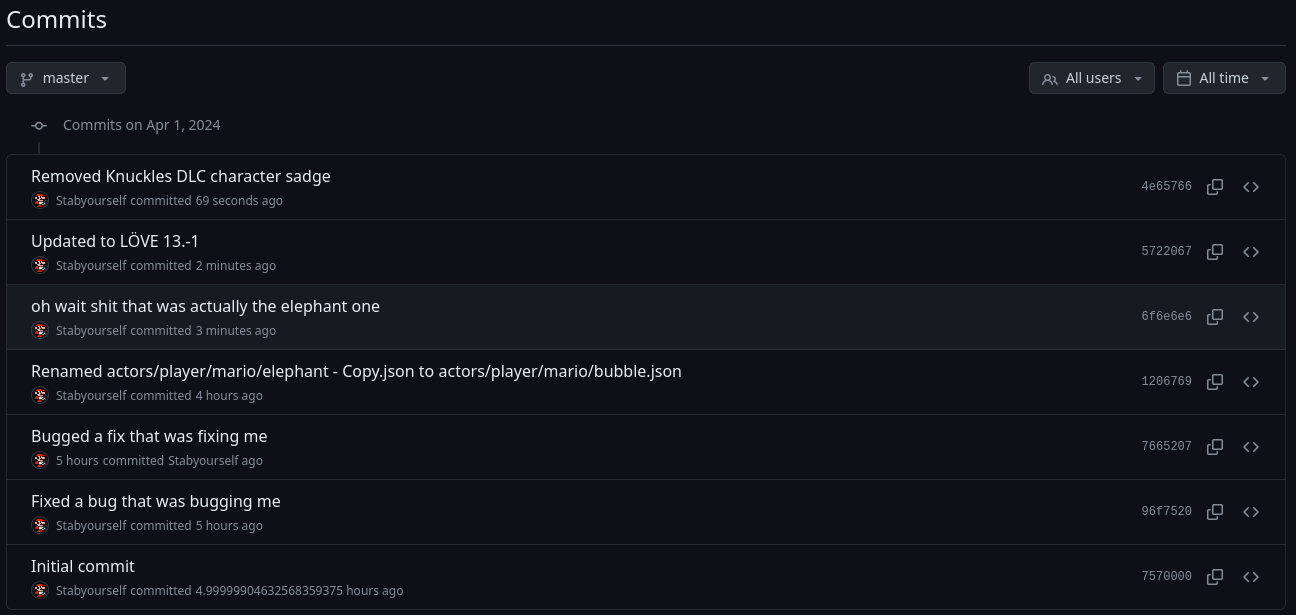 Commits
master
All users
All time
Commits on Apr 1, 2024
Removed Knuckles DLC character sadge
Stabyourself committed 69 seconds ago
4e65766
Updated to LÖVE 13.-1
Stabyourself committed 2 minutes ago
5722067
oh wait shit that was actually the elephant one
Stabyourself committed 3 minutes ago
6f6e6e6
Renamed actors/player/mario/elephant - Copy.json to actors/player/mario/bubble.json
Stabyourself committed 4 hours ago
1206769
Bugged a fix that was fixing me
5 hours committed Stabyourself ago
7665207
Fixed a bug that was bugging me
Stabyourself committed 5 hours ago
96f7520
Initial commit
Stabyourself committed 4.99999904632568359375 hours ago
7570000